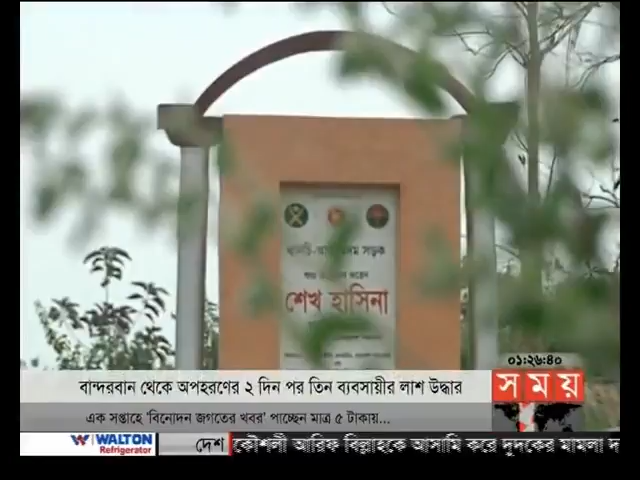 সড়ক
শেখ হাসিনা
০১:২৬:৪০
বান্দরবান থেকে অপহরণের ২ দিন পর তিন ব্যবসায়ীর লাশ উদ্ধার
সময়
এক সপ্তাহে 'বিনোদন জগতের খবর' পাচ্ছেন মাত্র ৫ টাকায়...
WALTON
Refrigerator
দেশ কৌশলী আরিফ বিল্লাহকে আসামি করে দুদকের মামলা